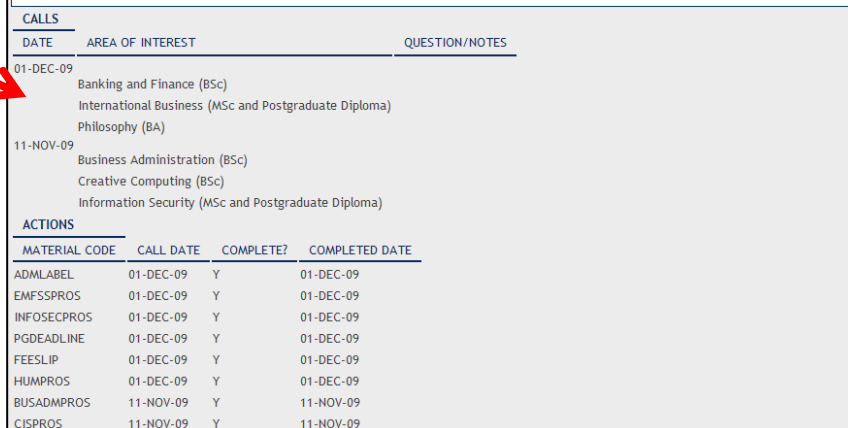 CALLS
DATE AREA OF INTEREST QUESTION/NOTES
01-DEC-09
Banking and Finance (BSc)
International Business (MSc and Postgraduate Diploma)
Philosophy (BA)
11-NOV-09
Business Administration (BSc)
Creative Computing (BSc)
Information Security (MSc and Postgraduate Diploma)
ACTIONS
MATERIAL CODE CALL DATE COMPLETE? COMPLETED DATE
ADMLABEL 01-DEC-09 Y 01-DEC-09
EMFSSPROS 01-DEC-09 Y 01-DEC-09
INFOSECPROS 01-DEC-09 Y 01-DEC-09
PGDEADLINE 01-DEC-09 Y 01-DEC-09
FEESLIP 01-DEC-09 Y 01-DEC-09
HUMPROS 01-DEC-09 Y 01-DEC-09
BUSADMPROS 11-NOV-09 Y 11-NOV-09
CISPROS 11-NOV-09 Y 11-NOV-09